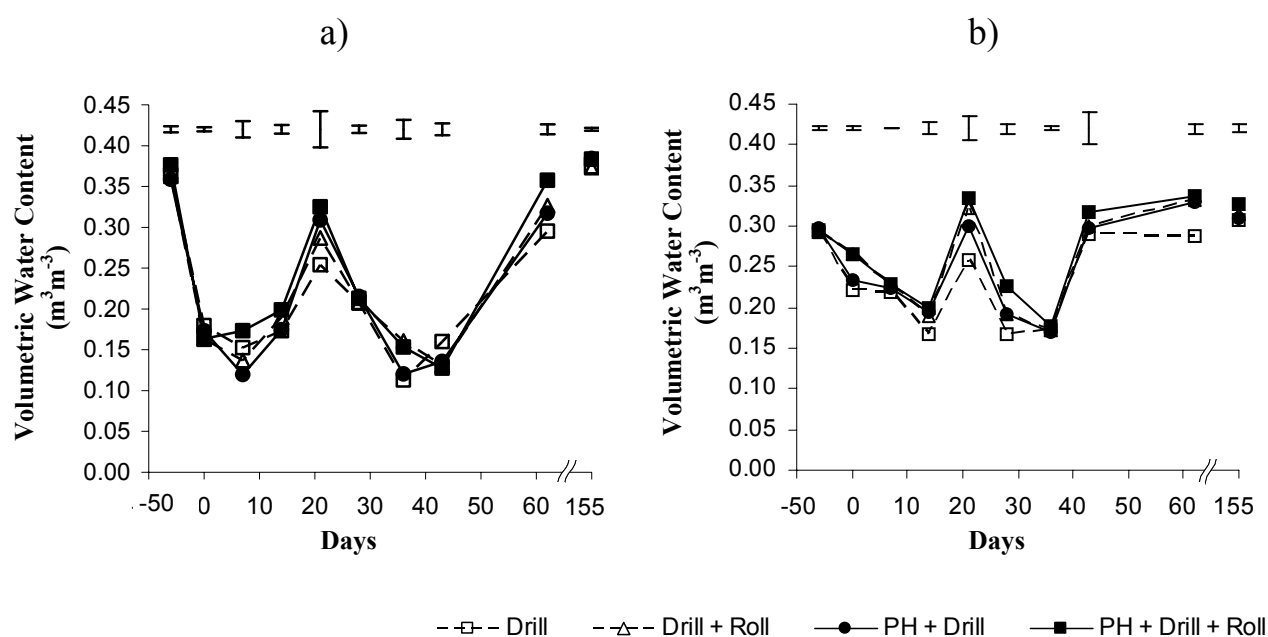 a)
Volumetric Water Content
(m³m⁻³)
0.45
0.40
0.35
0.30
0.25
0.20
0.15
0.10
0.05
0.00
-50 0 10 20 30 40 50 60 155
Days
b)
Volumetric Water Content
(m³m⁻³)
0.45
0.40
0.35
0.30
0.25
0.20
0.15
0.10
0.05
0.00
-50 0 10 20 30 40 50 60 155
Days
Drill Drill + Roll PH + Drill PH + Drill + Roll